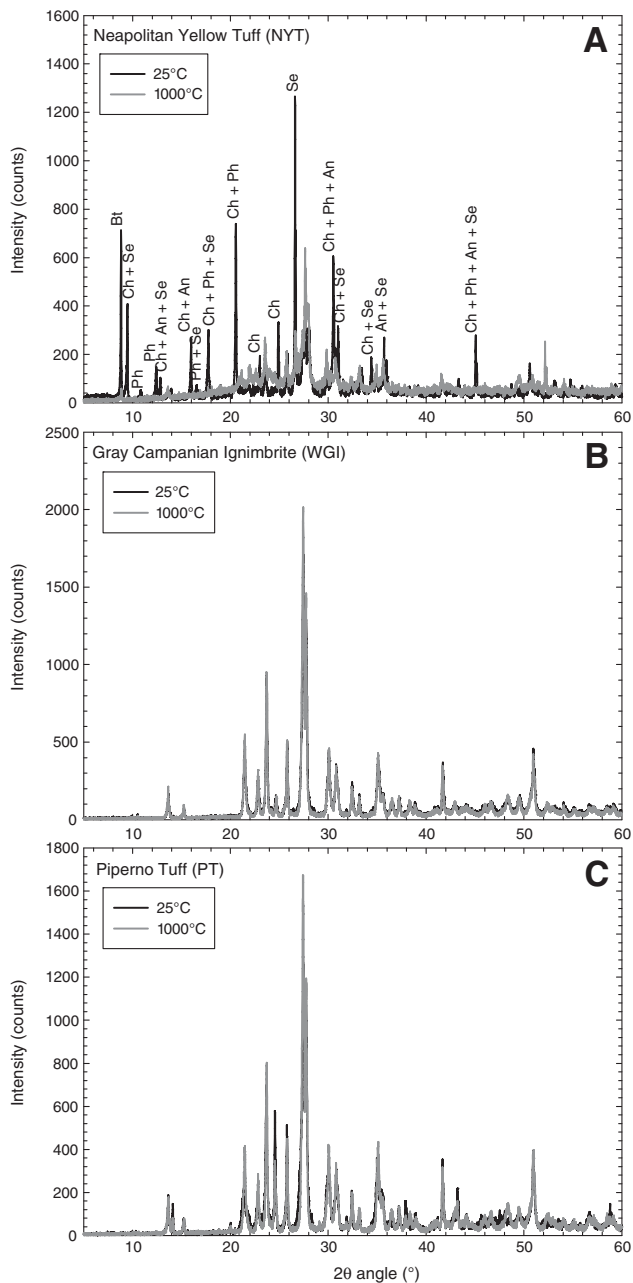 Neapolitan Yellow Tuff (NYT)
A
25°C
1000°C
Intensity (counts)
1600
1400
1200
1000
800
600
400
200
0
Bt
Ch + Se
Ph
Ph
Ch + An + Se
Ch + An
Ph + Se
Ch + Ph + Se
Ch + Ph
Ch
Ch
Se
Ch + Ph + An
Ch + Se
Ch + Se
An + Se
Ch + Ph + An + Se
10 20 30 40 50 60
Gray Campanian Ignimbrite (WGI)
B
25°C
1000°C
Intensity (counts)
2500
2000
1500
1000
500
0
10 20 30 40 50 60
Piperno Tuff (PT)
C
25°C
1000°C
Intensity (counts)
1800
1600
1400
1200
1000
800
600
400
200
0
10 20 30 40 50 60
2θ angle (°)